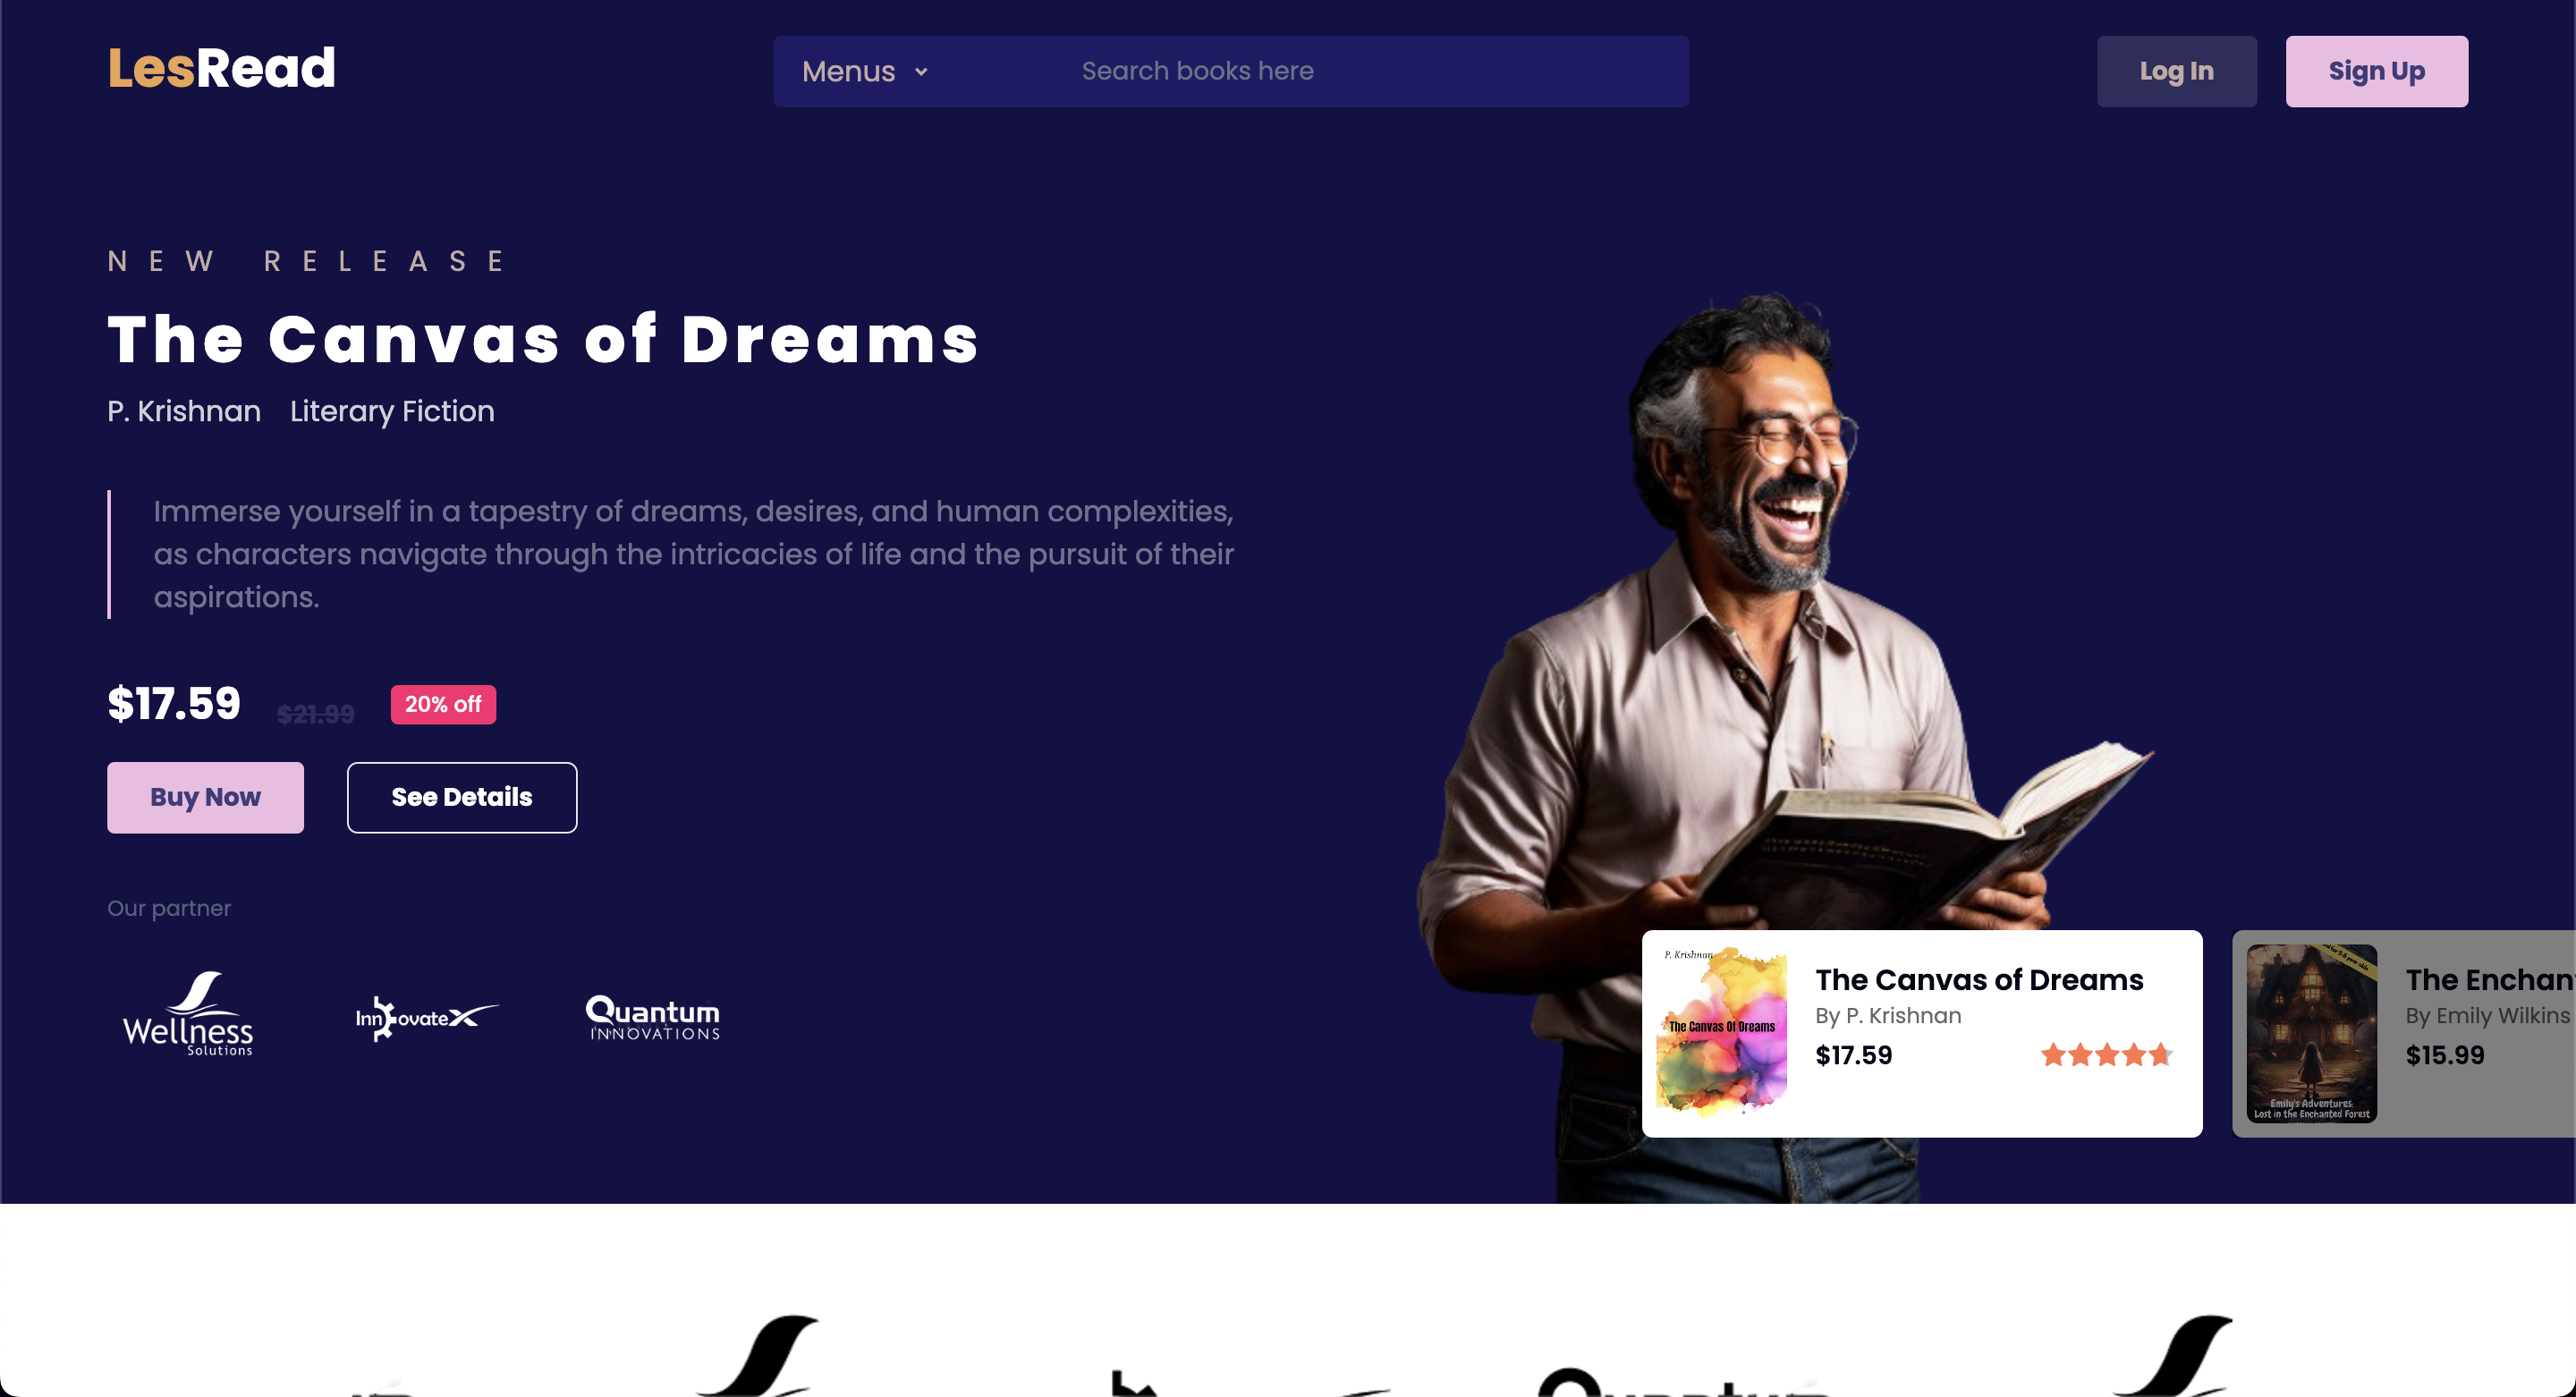 LesRead
Menus
Search books here
Log In
Sign Up
NEW RELEASE
The Canvas of Dreams
P. Krishnan Literary Fiction
Immerse yourself in a tapestry of dreams, desires, and human complexities,
as characters navigate through the intricacies of life and the pursuit of their
aspirations.
$17.59 $21.99 20% off
Buy Now
See Details
Our partner
Wellness
Solutions
InnovateX
Quantum
INNOVATIONS
P. Krishnan
The Canvas Of Dreams
The Canvas of Dreams
By P. Krishnan
$17.59
Emily's Adventures:
Lost in the Enchanted Forest
The Enchan
By Emily Wilkins
$15.99